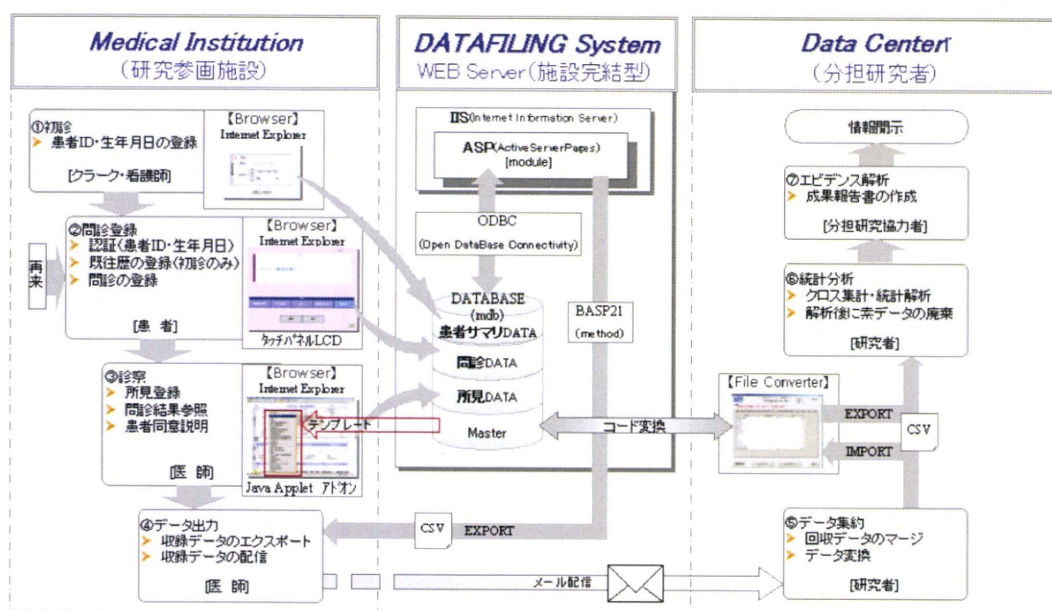 Medical Institution
(研究参画施設)
DATAFILING System
WEB Server(施設完結型)
Data Center
(分担研究者)
①初診
患者ID・生年月日の登録
[クラーク・看護師]
【Browser】
Internet Explorer
再来
②問診登録
認証(患者ID・生年月日)
既往歴の登録(初診のみ)
問診の登録
[患 者]
【Browser】
Internet Explorer
タッチパネルLCD
③診察
所見登録
問診結果参照
患者同意説明
[医 師]
【Browser】
Internet Explorer
テンプレート
Java Applet アドオン
④データ出力
収録データのエクスポート
収録データの配信
[医 師]
IIS(Internet Information Server)
ASP(ActiveServerPages)
[module]
ODBC
(Open DataBase Connectivity)
DATABASE
(mdb)
患者サマリDATA
問診DATA
所見DATA
Master
BASP21
(method)
コード変換
CSV
EXPORT
メール配信
情報開示
⑦エビデンス解析
成果報告書の作成
[分担研究協力者]
⑥統計分析
クロス集計・統計解析
解析後に素データの廃棄
[研究者]
【File Converter】
EXPORT
IMPORT
CSV
⑤データ集約
回収データのマージ
データ変換
[研究者]